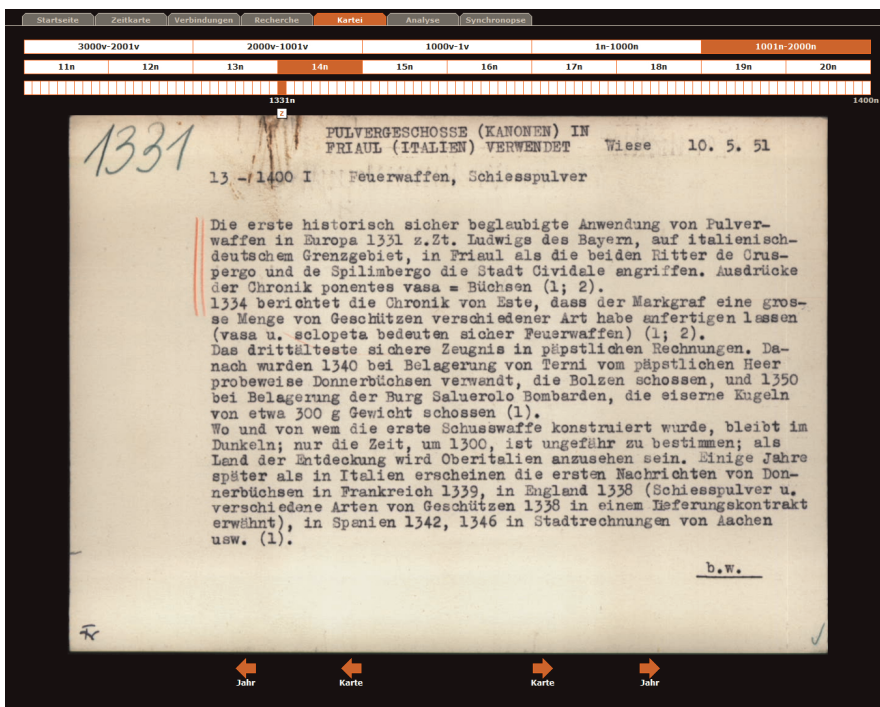 Startseite Zeitkarte Verbindungen Recherche Kartei Analyse Synchronopse
3000v-2001v 2000v-1001v 1000v-1v 1n-1000n 1001n-2000n
11n 12n 13n 14n 15n 16n 17n 18n 19n 20n
1331n 1400n
Z
1331
PULVERGESCHOSSE (KANONEN) IN
FRIAUL (ITALIEN) VERWENDET Wiese 10. 5. 51
13 - 1400 I Feuerwaffen, Schiesspulver
Die erste historisch sicher beglaubigte Anwendung von Pulver-
waffen in Europa 1331 z.Zt. Ludwigs des Bayern, auf italienisch-
deutschem Grenzgebiet, in Friaul als die beiden Ritter de Crus-
pergo und de Spilimbergo die Stadt Cividale angriffen. Ausdrücke
der Chronik ponentes vasa = Büchsen (1; 2).
1334 berichtet die Chronik von Este, dass der Markgraf eine gros-
se Menge von Geschützen verschiedener Art habe anfertigen lassen
(vasa u. sclopeta bedeuten sicher Feuerwaffen) (1; 2).
Das drittälteste sichere Zeugnis in päpstlichen Rechnungen. Da-
nach wurden 1340 bei Belagerung von Terni vom päpstlichen Heer
probeweise Donnerbüchsen verwandt, die Bolzen schossen, und 1350
bei Belagerung der Burg Saluerolo Bombarden, die eiserne Kugeln
von etwa 300 g Gewicht schossen (1).
Wo und von wem die erste Schusswaffe konstruiert wurde, bleibt im
Dunkeln; nur die Zeit, um 1300, ist ungefähr zu bestimmen; als
Land der Entdeckung wird Oberitalien anzusehen sein. Einige Jahre
später als in Italien erscheinen die ersten Nachrichten von Don-
nerbüchsen in Frankreich 1339, in England 1338 (Schiesspulver u.
verschiedene Arten von Geschützen 1338 in einem Lieferungskontrakt
erwähnt), in Spanien 1342, 1346 in Stadtrechnungen von Aachen
usw. (1).
b.w.
Jahr Karte Karte Jahr